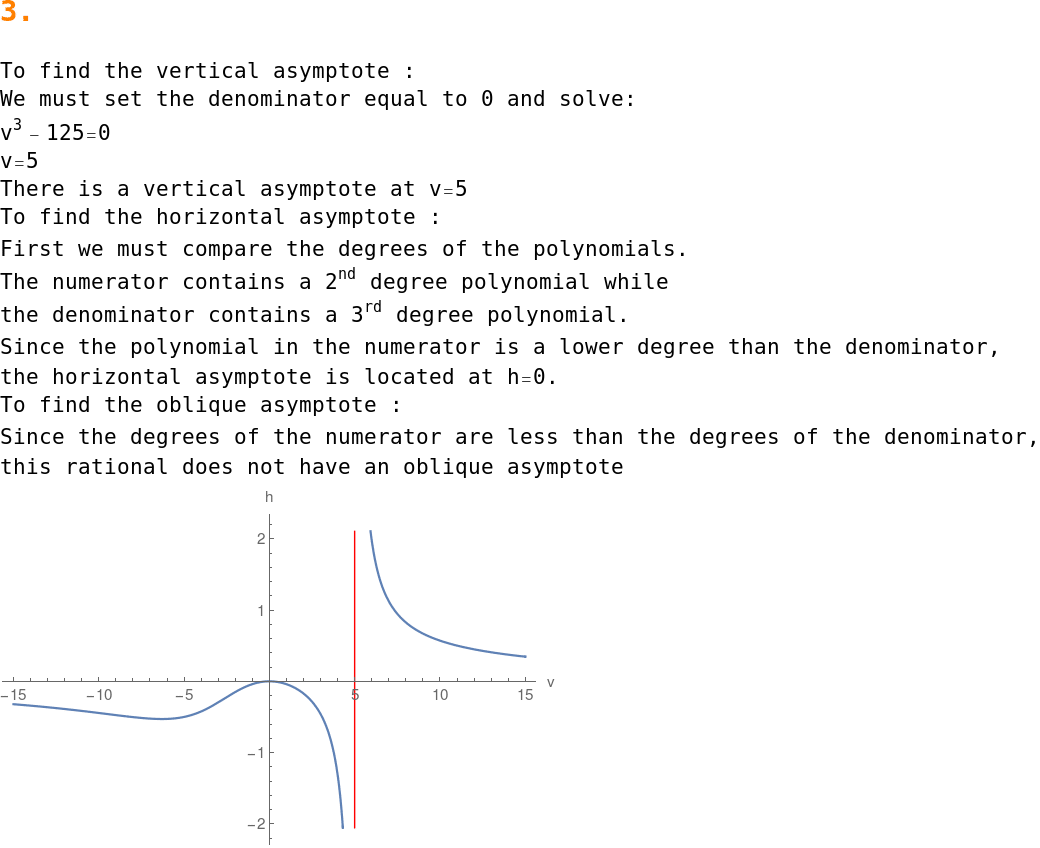 3.
To find the vertical asymptote :
We must set the denominator equal to 0 and solve:
v³ − 125=0
v=5
There is a vertical asymptote at v=5
To find the horizontal asymptote :
First we must compare the degrees of the polynomials.
The numerator contains a 2ⁿᵈ degree polynomial while
the denominator contains a 3ʳᵈ degree polynomial.
Since the polynomial in the numerator is a lower degree than the denominator,
the horizontal asymptote is located at h=0.
To find the oblique asymptote :
Since the degrees of the numerator are less than the degrees of the denominator,
this rational does not have an oblique asymptote
h
2
1
−15 −10 −5 5 10 15 v
−1
−2